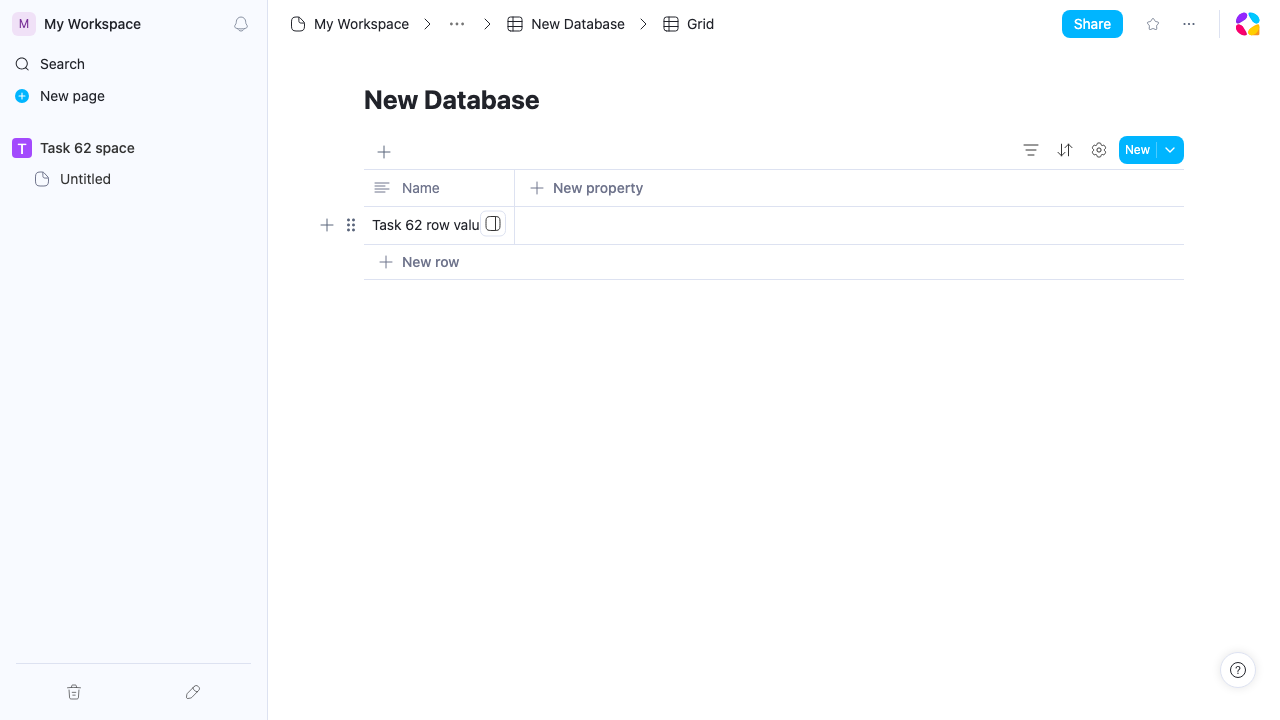 M My Workspace
Search
New page
T Task 62 space
Untitled
My Workspace
New Database
Grid
Share
New Database
New
Name
New property
Task 62 row valu
New row